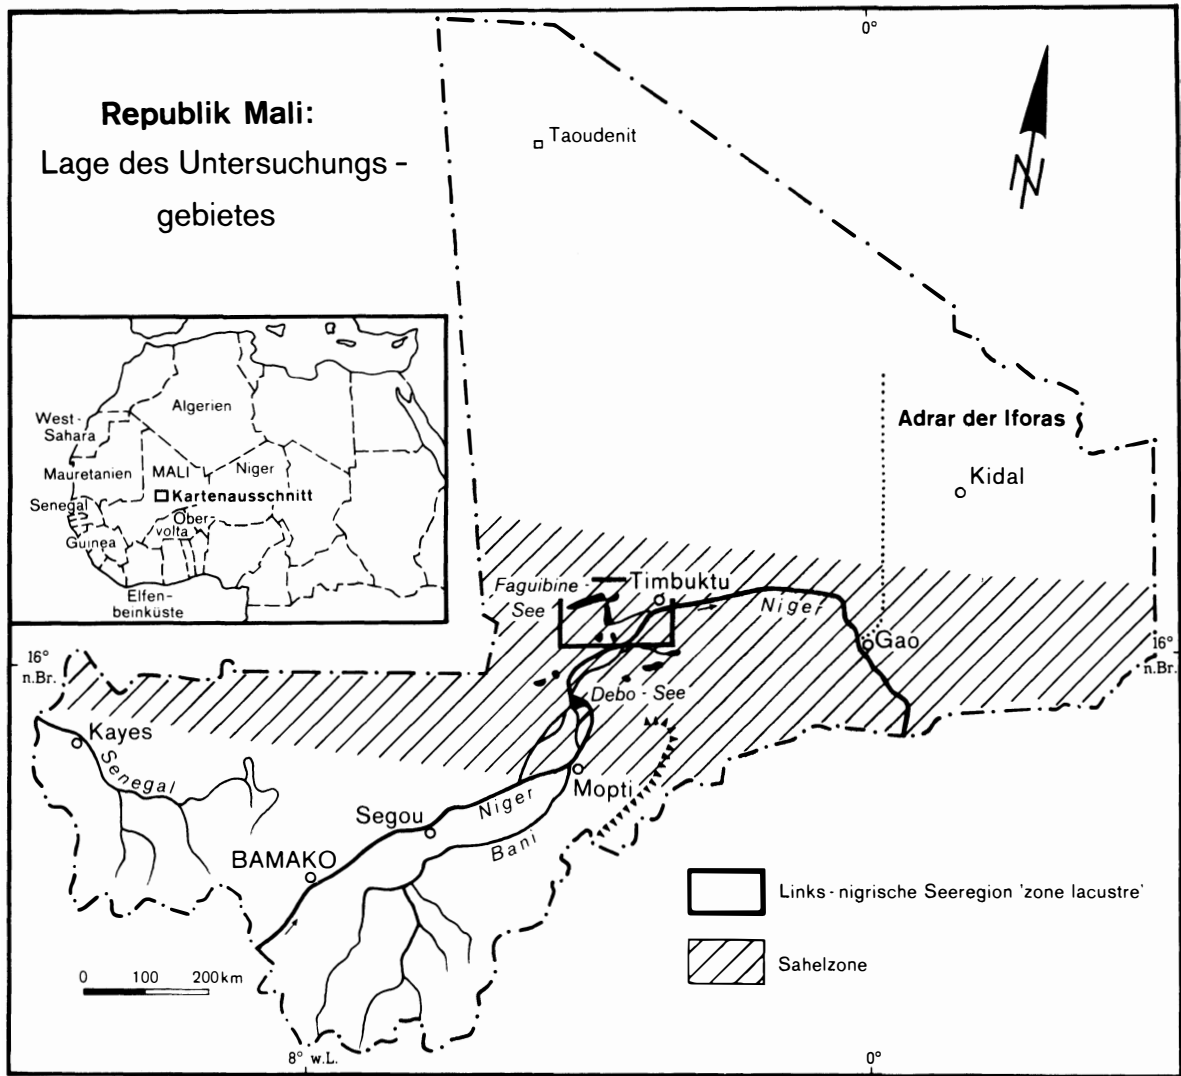 0°
Republik Mali:
Lage des Untersuchungs-
gebietes
Taoudenit
N
Algerien
West-
Sahara
Mauretanien
MALI
Niger
Kartenausschnitt
Senegal
Ober-
volta
Guinea
Elfen-
beinküste
Adrar der Iforas
Kidal
Faguibine-
See
Timbuktu
Niger
Gao
16°
n.Br.
16°
n.Br.
Debo-See
Kayes
Senegal
Mopti
Niger
Segou
Bani
BAMAKO
Links-nigrische Seeregion 'zone lacustre'
Sahelzone
0 100 200km
8° w.L.
0°